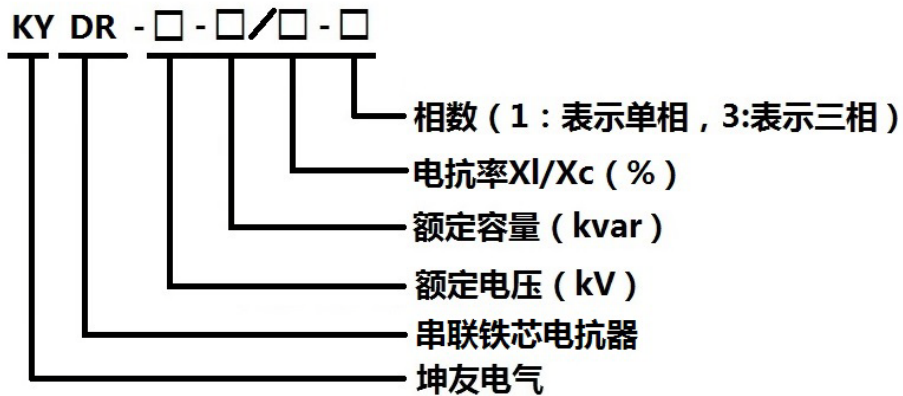 KY DR -□-□/□-□
相数（1：表示单相，3:表示三相）
电抗率Xl/Xc（%）
额定容量（kvar）
额定电压（kV）
串联铁芯电抗器
坤友电气